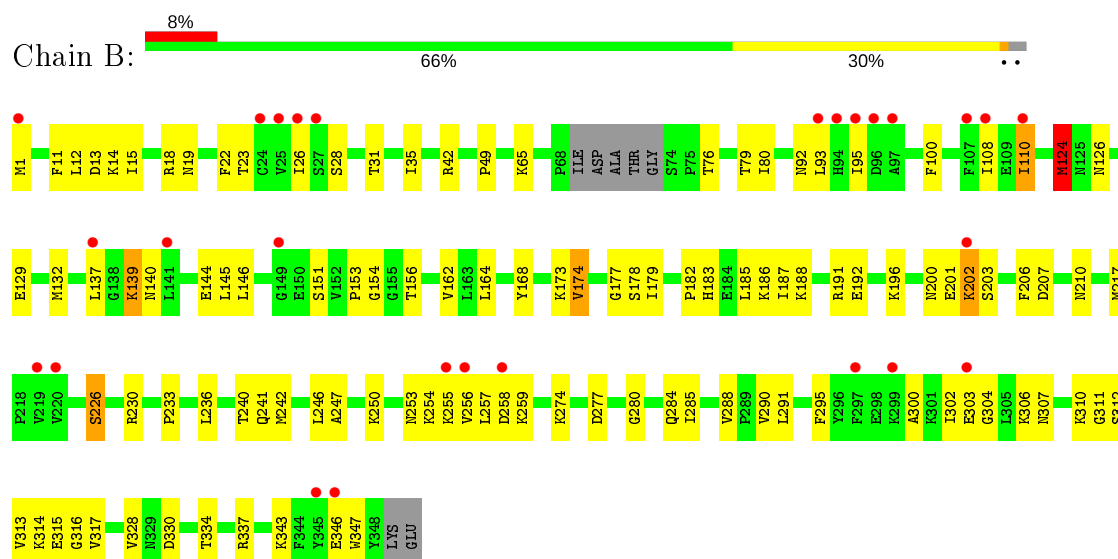 8%
Chain B:
66% 30% • •
M1 F11 L12 D13 K14 I15 R18 N19 F22 T23 C24 V25 I26 S27 S28 T31 I35 R42 P49 K65 P68 ILE ASP ALA THR GLY S74 P75 T76 T79 I80 N92 L93 H94 I95 D96 A97 F100 F107 I108 E109 I110 M124 N125 N126
E129 M132 L137 G138 K139 N140 L141 E144 L145 L146 G149 E150 S151 V152 P153 G154 G155 T156 V162 L163 L164 Y168 K173 V174 G177 S178 I179 P182 H183 E184 L185 K186 I187 K188 R191 E192 K196 N200 E201 K202 S203 F206 D207 N210 M217
P218 V219 V220 S226 R230 P233 L236 T240 Q241 M242 L246 A247 K250 N253 K254 K255 V256 L257 D258 K259 K274 D277 G280 Q284 I285 V288 P289 V290 L291 F295 Y296 F297 E298 K299 A300 K301 I302 E303 G304 L305 K306 N307 K310 G311 S312
V313 K314 E315 G316 V317 V328 N329 D330 T334 R337 K343 F344 Y345 E346 W347 Y348 LYS GLU